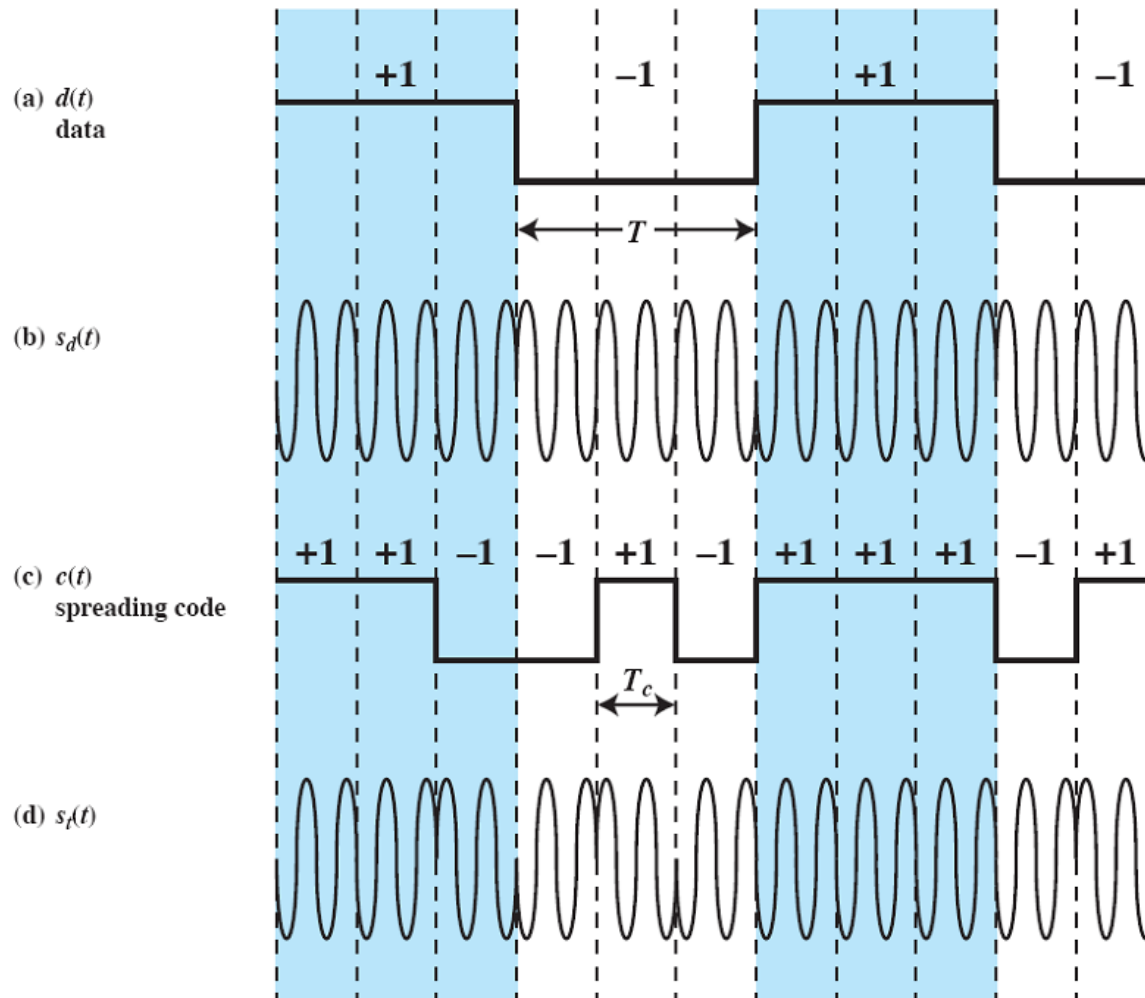 +1 –1 +1 –1
(a) d(t)
data
T
(b) s_d(t)
+1 +1 –1 –1 +1 –1 +1 +1 +1 –1 +1
(c) c(t)
spreading code
T_c
(d) s_t(t)